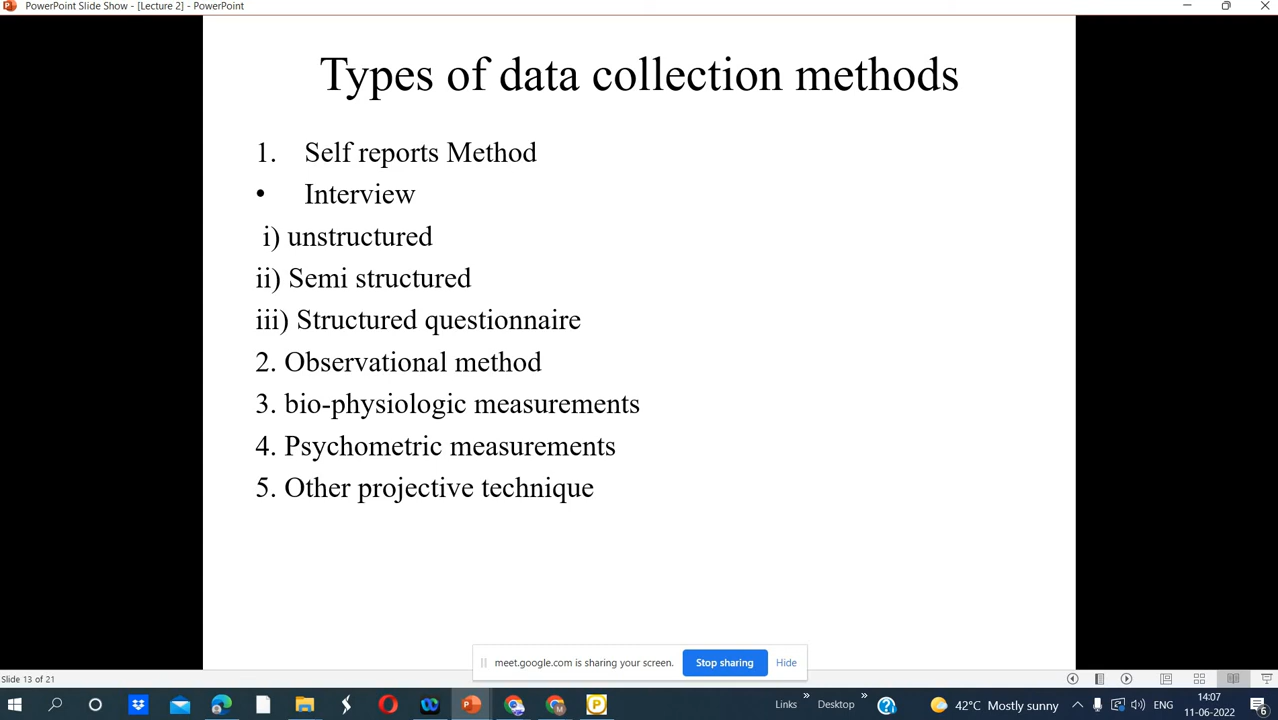 PowerPoint Slide Show - [Lecture 2] - PowerPoint
Types of data collection methods
1. Self reports Method
• Interview
i) unstructured
ii) Semi structured
iii) Structured questionnaire
2. Observational method
3. bio-physiologic measurements
4. Psychometric measurements
5. Other projective technique
meet.google.com is sharing your screen. Stop sharing Hide
Slide 13 of 21
Links » Desktop » 42°C Mostly sunny ENG 14:07
11-06-2022 6